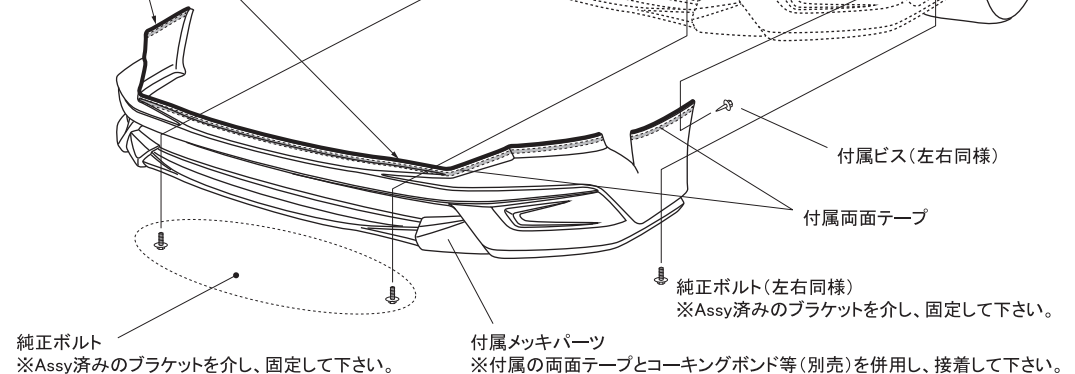 付属ビス(左右同様)
付属両面テープ
純正ボルト(左右同様)
※Assy済みのブラケットを介し、固定して下さい。
純正ボルト
※Assy済みのブラケットを介し、固定して下さい。
付属メッキパーツ
※付属の両面テープとコーキングボンド等(別売)を併用し、接着して下さい。